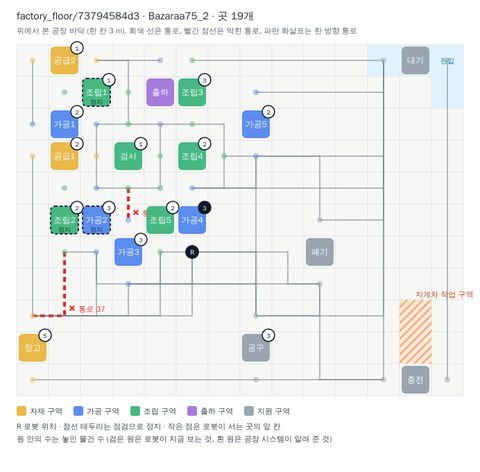 factory_floor/73794584d3 · Bazaraa75_2 · 곳 19개
위에서 본 공장 바닥 (한 칸 3 m). 회색 선은 통로, 빨간 점선은 막힌 통로, 파란 화살표는 한 방향 통로
공급2 1
대기
진입
조립1 1
정지
출하
조립3 3
가공1 2
가공5 2
공급1 2
검사 1
조립4 2
조립2 2
정지
가공2 3
정지
✕
조립5 2
가공4 3
가공3 3
R
폐기
지게차 작업 구역
✕ 통로 37
창고 5
공구 3
충전
자재 구역
가공 구역
조립 구역
출하 구역
지원 구역
R 로봇 위치 · 점선 테두리는 점검으로 정지 · 작은 점은 로봇이 서는 곳의 앞 칸
원 안의 수는 놓인 물건 수 (검은 원은 로봇이 지금 보는 것, 흰 원은 공장 시스템이 알려 준 것)